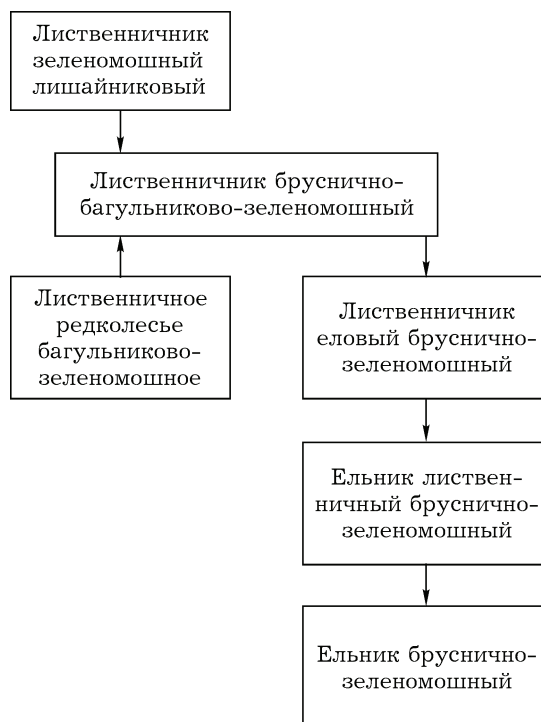 Лиственничник
зеленомошный
лишайниковый
Лиственничник бруснично-
багульниково-зеленомошный
Лиственничное
редколесье
багульниково-
зеленомошное
Лиственничник
еловый бруснично-
зеленомошный
Ельник листвен-
ничный бруснично-
зеленомошный
Ельник бруснично-
зеленомошный